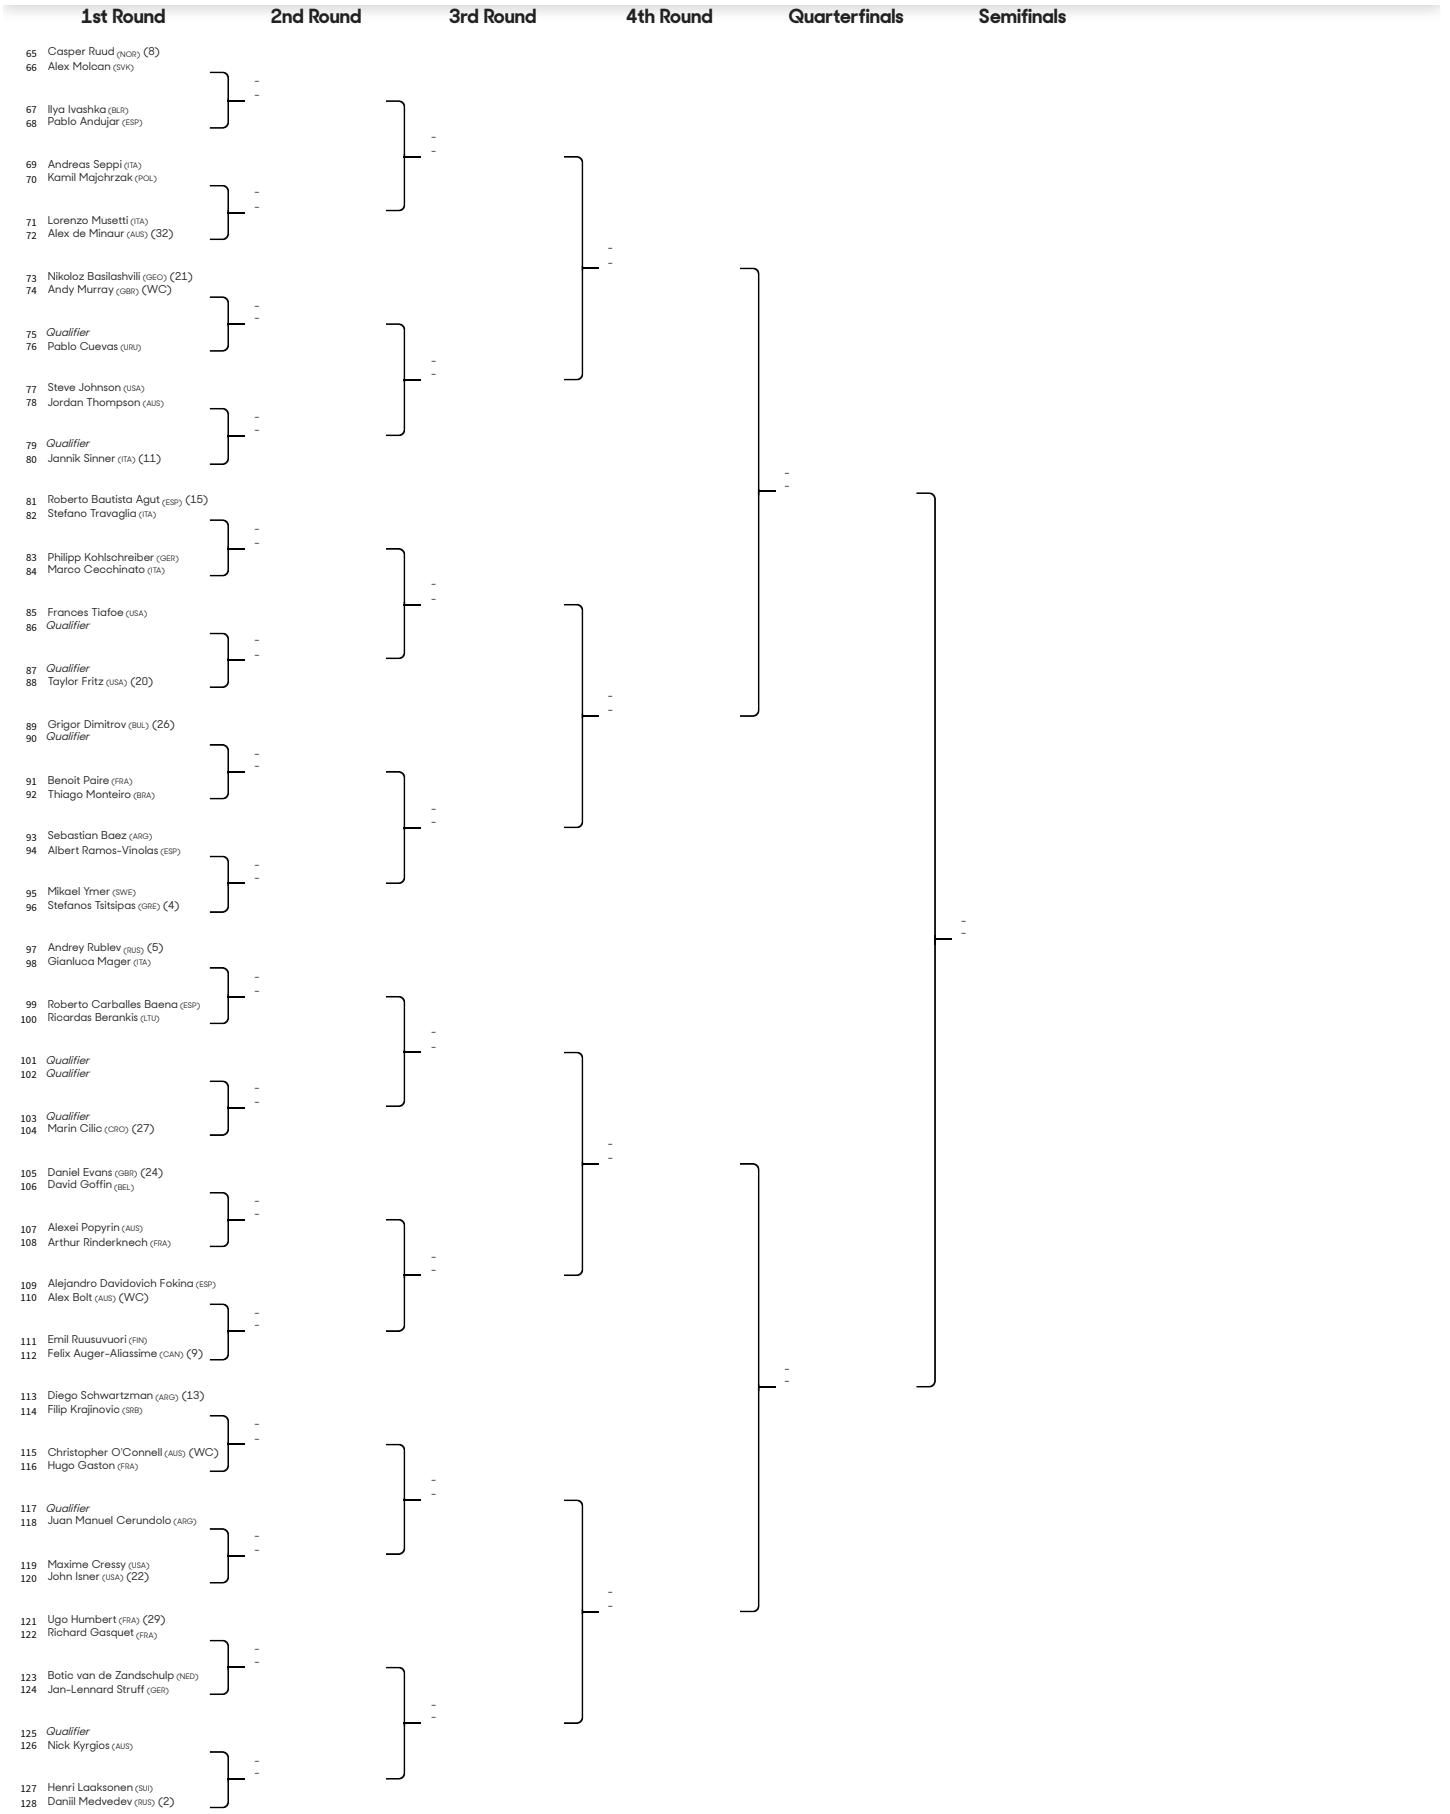 1st Round 2nd Round 3rd Round 4th Round Quarterfinals Semifinals
65 Casper Ruud (NOR) (8)
66 Alex Molcan (SVK)
67 Ilya Ivashka (BLR)
68 Pablo Andujar (ESP)
69 Andreas Seppi (ITA)
70 Kamil Majchrzak (POL)
71 Lorenzo Musetti (ITA)
72 Alex de Minaur (AUS) (32)
73 Nikoloz Basilashvili (GEO) (21)
74 Andy Murray (GBR) (WC)
75 Qualifier
76 Pablo Cuevas (URU)
77 Steve Johnson (USA)
78 Jordan Thompson (AUS)
79 Qualifier
80 Jannik Sinner (ITA) (11)
81 Roberto Bautista Agut (ESP) (15)
82 Stefano Travaglia (ITA)
83 Philipp Kohlschreiber (GER)
84 Marco Cecchinato (ITA)
85 Frances Tiafoe (USA)
86 Qualifier
87 Qualifier
88 Taylor Fritz (USA) (20)
89 Grigor Dimitrov (BUL) (26)
90 Qualifier
91 Benoit Paire (FRA)
92 Thiago Monteiro (BRA)
93 Sebastian Baez (ARG)
94 Albert Ramos-Vinolas (ESP)
95 Mikael Ymer (SWE)
96 Stefanos Tsitsipas (GRE) (4)
97 Andrey Rublev (RUS) (5)
98 Gianluca Mager (ITA)
99 Roberto Carballes Baena (ESP)
100 Ricardas Berankis (LTU)
101 Qualifier
102 Qualifier
103 Qualifier
104 Marin Cilic (CRO) (27)
105 Daniel Evans (GBR) (24)
106 David Goffin (BEL)
107 Alexei Popyrin (AUS)
108 Arthur Rinderknech (FRA)
109 Alejandro Davidovich Fokina (ESP)
110 Alex Bolt (AUS) (WC)
111 Emil Ruusuvuori (FIN)
112 Felix Auger-Aliassime (CAN) (9)
113 Diego Schwartzman (ARG) (13)
114 Filip Krajinovic (SRB)
115 Christopher O'Connell (AUS) (WC)
116 Hugo Gaston (FRA)
117 Qualifier
118 Juan Manuel Cerundolo (ARG)
119 Maxime Cressy (USA)
120 John Isner (USA) (22)
121 Ugo Humbert (FRA) (29)
122 Richard Gasquet (FRA)
123 Botic van de Zandschulp (NED)
124 Jan-Lennard Struff (GER)
125 Qualifier
126 Nick Kyrgios (AUS)
127 Henri Laaksonen (SUI)
128 Daniil Medvedev (RUS) (2)